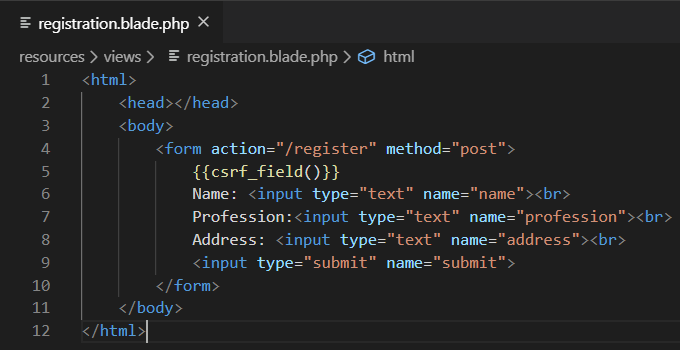 registration.blade.php
resources > views > registration.blade.php > html
1 <html>
2 <head></head>
3 <body>
4 <form action="/register" method="post">
5 {{csrf_field()}}
6 Name: <input type="text" name="name"><br>
7 Profession:<input type="text" name="profession"><br>
8 Address: <input type="text" name="address"><br>
9 <input type="submit" name="submit">
10 </form>
11 </body>
12 </html>